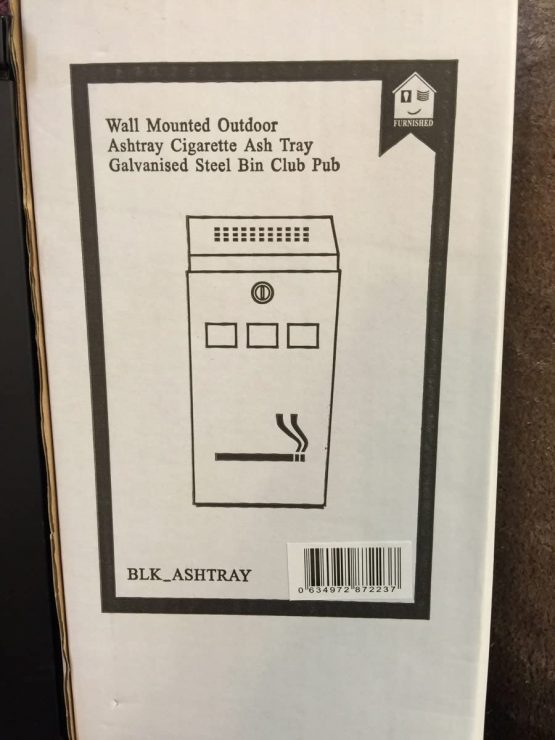 Wall Mounted Outdoor
Ashtray Cigarette Ash Tray
Galvanised Steel Bin Club Pub
FURNISHED
BLK_ASHTRAY
0 634972 872237